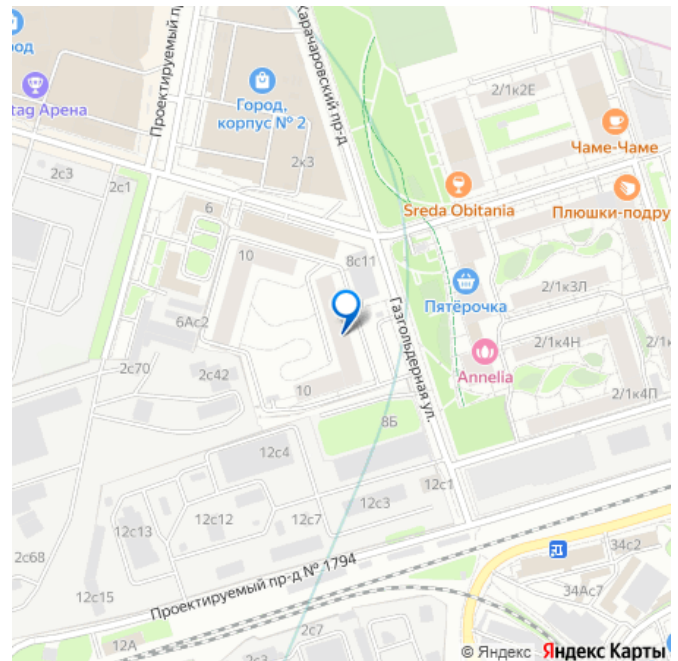 Проектируемый пр
Карачаровский пр-д
род
tag Арена
Город,
корпус № 2
2к3
2/1к2Е
Чаме-Чаме
Sreda Obitania
Плюшки-подру
2с3
2с1
6
10
8с11
Пятёрочка
2/1к3Л
6Ас2
Газгольдерная ул.
2/1к4Н
Annelia
2с70
2с42
10
2/1к4П
8Б
12с4
12с1
12с3
12с13
12с12
12с7
2с68
Проектируемый пр-д № 1794
34с2
34Ас7
12с15
12А
2с7
2с3
© Яндекс Яндекс Карты